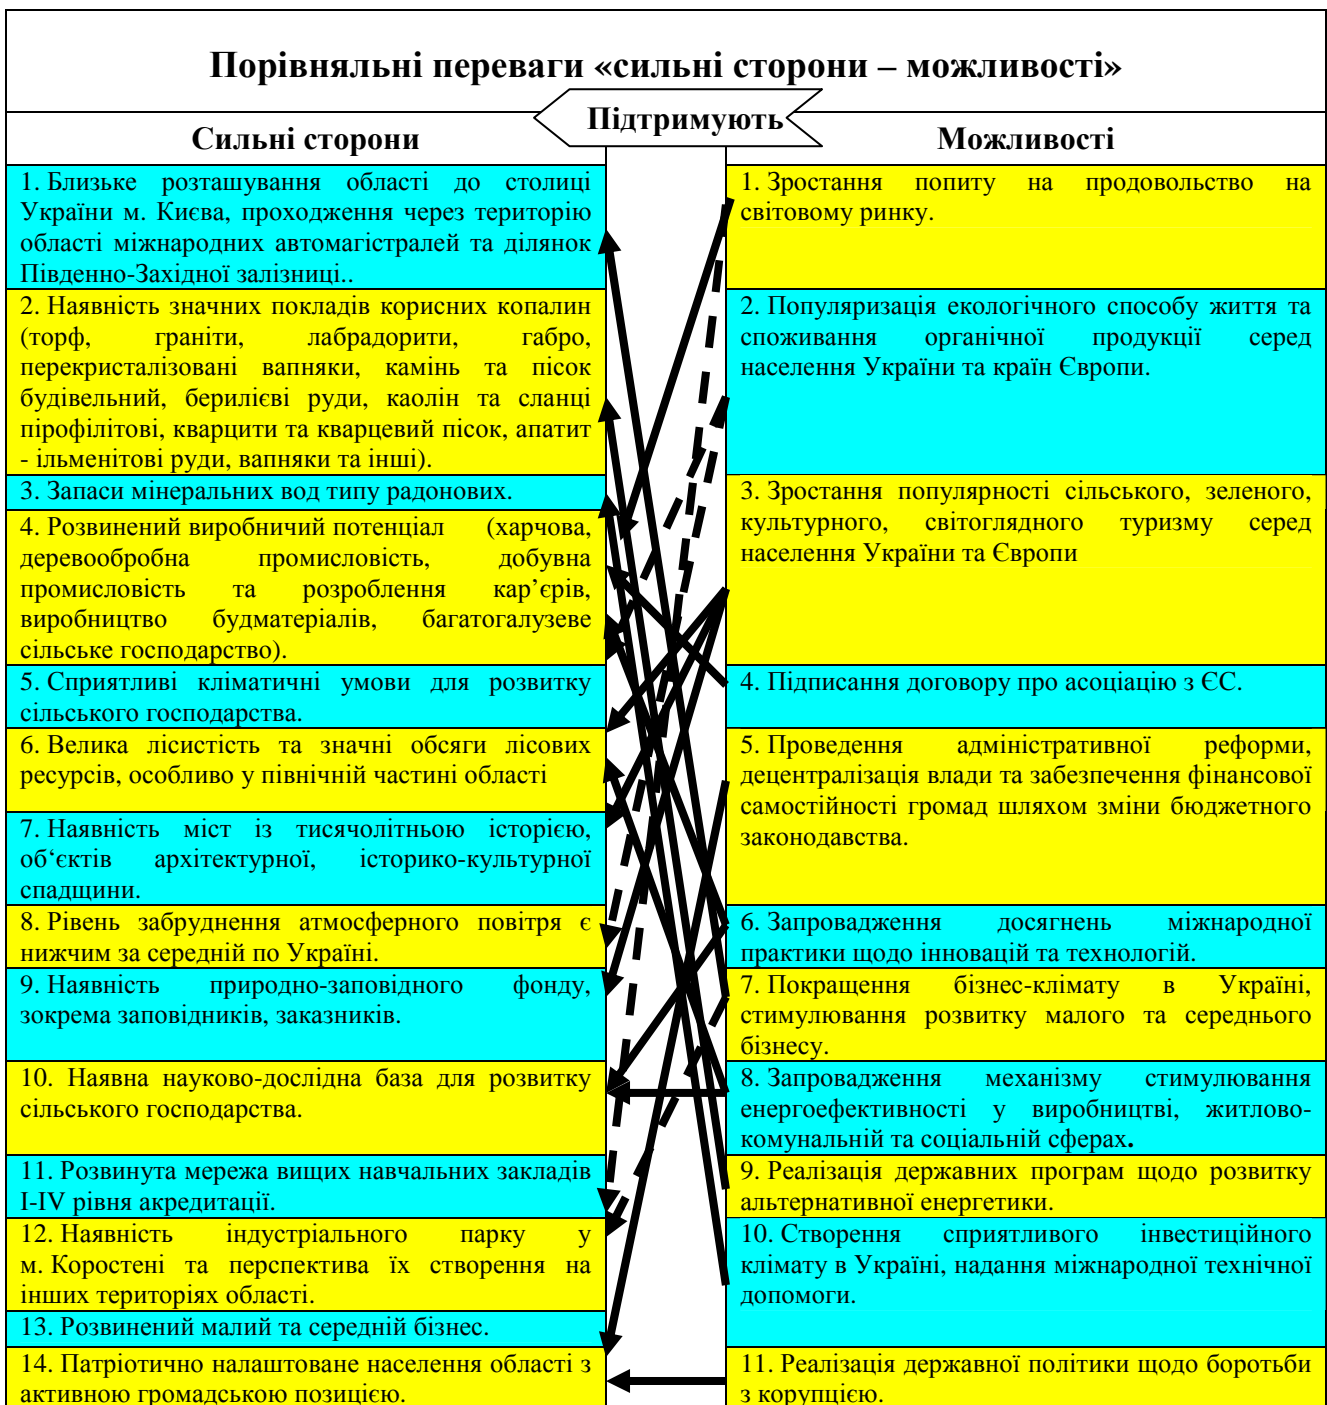 Порівняльні переваги «сильні сторони – можливості»
Підтримують
Сильні сторони
Можливості
1. Близьке розташування області до столиці
України м. Києва, проходження через територію
області міжнародних автомагістралей та ділянок
Південно-Західної залізниці..
2. Наявність значних покладів корисних копалин
(торф, граніти, лабрадорити, габро,
перекристалізовані вапняки, камінь та пісок
будівельний, берилієві руди, каолін та сланці
пірофілітові, кварцити та кварцевий пісок, апатит
- ільменітові руди, вапняки та інші).
3. Запаси мінеральних вод типу радонових.
4. Розвинений виробничий потенціал (харчова,
деревообробна промисловість, добувна
промисловість та розроблення кар’єрів,
виробництво будматеріалів, багатогалузеве
сільське господарство).
5. Сприятливі кліматичні умови для розвитку
сільського господарства.
6. Велика лісистість та значні обсяги лісових
ресурсів, особливо у північній частині області
7. Наявність міст із тисячолітньою історією,
об‘єктів архітектурної, історико-культурної
спадщини.
8. Рівень забруднення атмосферного повітря є
нижчим за середній по Україні.
9. Наявність природно-заповідного фонду,
зокрема заповідників, заказників.
10. Наявна науково-дослідна база для розвитку
сільського господарства.
11. Розвинута мережа вищих навчальних закладів
I-IV рівня акредитації.
12. Наявність індустріального парку у
м. Коростені та перспектива їх створення на
інших територіях області.
13. Розвинений малий та середній бізнес.
14. Патріотично налаштоване населення області з
активною громадською позицією.
1. Зростання попиту на продовольство на
світовому ринку.
2. Популяризація екологічного способу життя та
споживання органічної продукції серед
населення України та країн Європи.
3. Зростання популярності сільського, зеленого,
культурного, світоглядного туризму серед
населення України та Європи
4. Підписання договору про асоціацію з ЄС.
5. Проведення адміністративної реформи,
децентралізація влади та забезпечення фінансової
самостійності громад шляхом зміни бюджетного
законодавства.
6. Запровадження досягнень міжнародної
практики щодо інновацій та технологій.
7. Покращення бізнес-клімату в Україні,
стимулювання розвитку малого та середнього
бізнесу.
8. Запровадження механізму стимулювання
енергоефективності у виробництві, житлово-
комунальній та соціальній сферах.
9. Реалізація державних програм щодо розвитку
альтернативної енергетики.
10. Створення сприятливого інвестиційного
клімату в Україні, надання міжнародної технічної
допомоги.
11. Реалізація державної політики щодо боротьби
з корупцією.